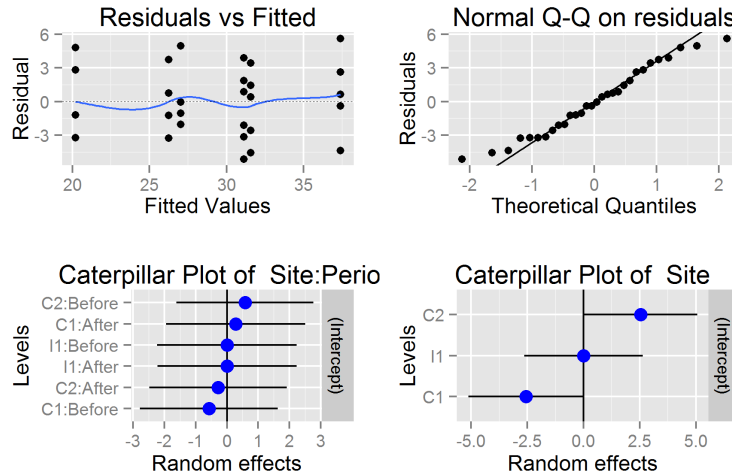 Residuals vs Fitted
Residual
6
3
0
-3
20
25
30
35
Fitted Values
Normal Q-Q on residuals
Residuals
6
3
0
-3
-2
-1
0
1
2
Theoretical Quantiles
Caterpillar Plot of  Site:Perio
Levels
C2:Before
C1:After
I1:Before
I1:After
C2:After
C1:Before
(Intercept)
-3
-2
-1
0
1
2
3
Random effects
Caterpillar Plot of  Site
Levels
C2
I1
C1
(Intercept)
-5.0
-2.5
0.0
2.5
5.0
Random effects